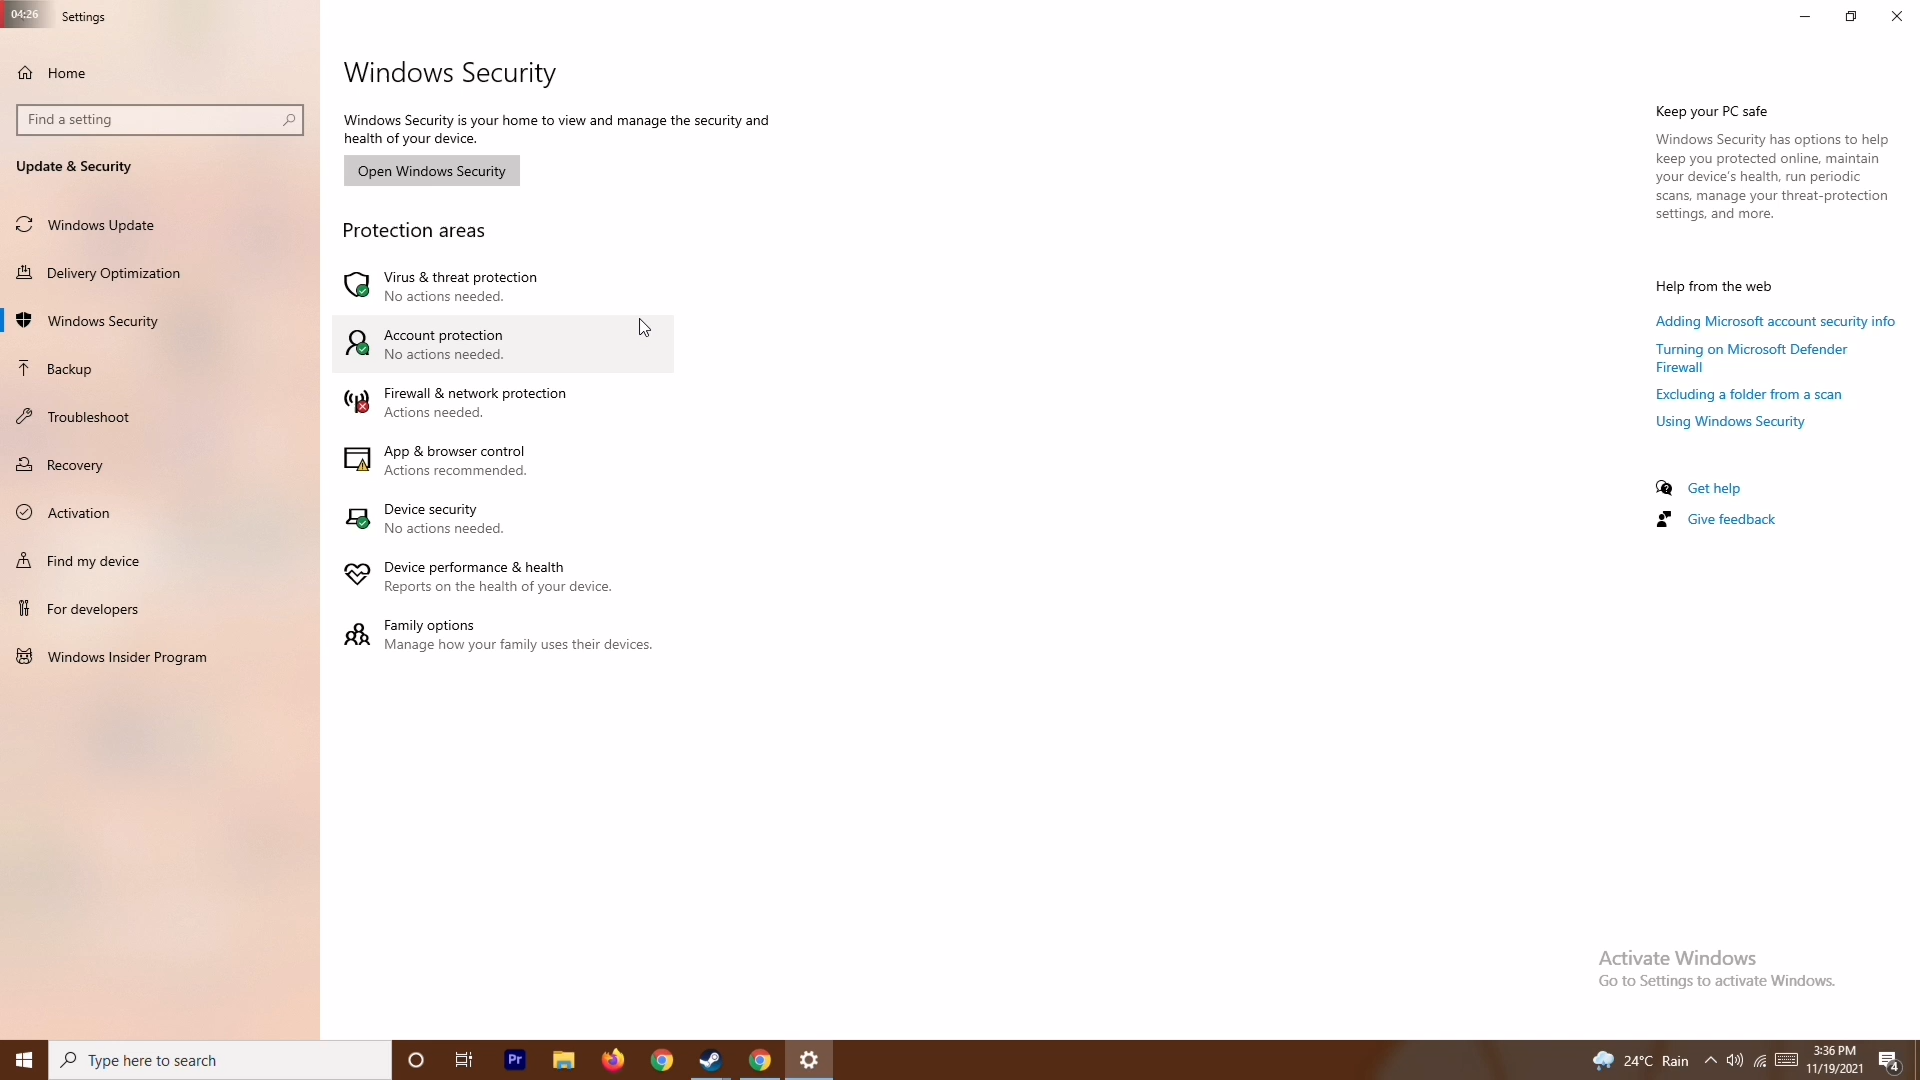 04:26
Settings
Home
Find a setting
Update & Security
Windows Update
Delivery Optimization
Windows Security
Backup
Troubleshoot
Recovery
Activation
Find my device
For developers
Windows Insider Program
Windows Security
Windows Security is your home to view and manage the security and
health of your device.
Open Windows Security
Protection areas
Virus & threat protection
No actions needed.
Account protection
No actions needed.
Firewall & network protection
Actions needed.
App & browser control
Actions recommended.
Device security
No actions needed.
Device performance & health
Reports on the health of your device.
Family options
Manage how your family uses their devices.
Keep your PC safe
Windows Security has options to help
keep you protected online, maintain
your device's health, run periodic
scans, manage your threat-protection
settings, and more.
Help from the web
Adding Microsoft account security info
Turning on Microsoft Defender
Firewall
Excluding a folder from a scan
Using Windows Security
Get help
Give feedback
Activate Windows
Go to Settings to activate Windows.
Type here to search
Pr
24°C Rain
3:36 PM
11/19/2021
4